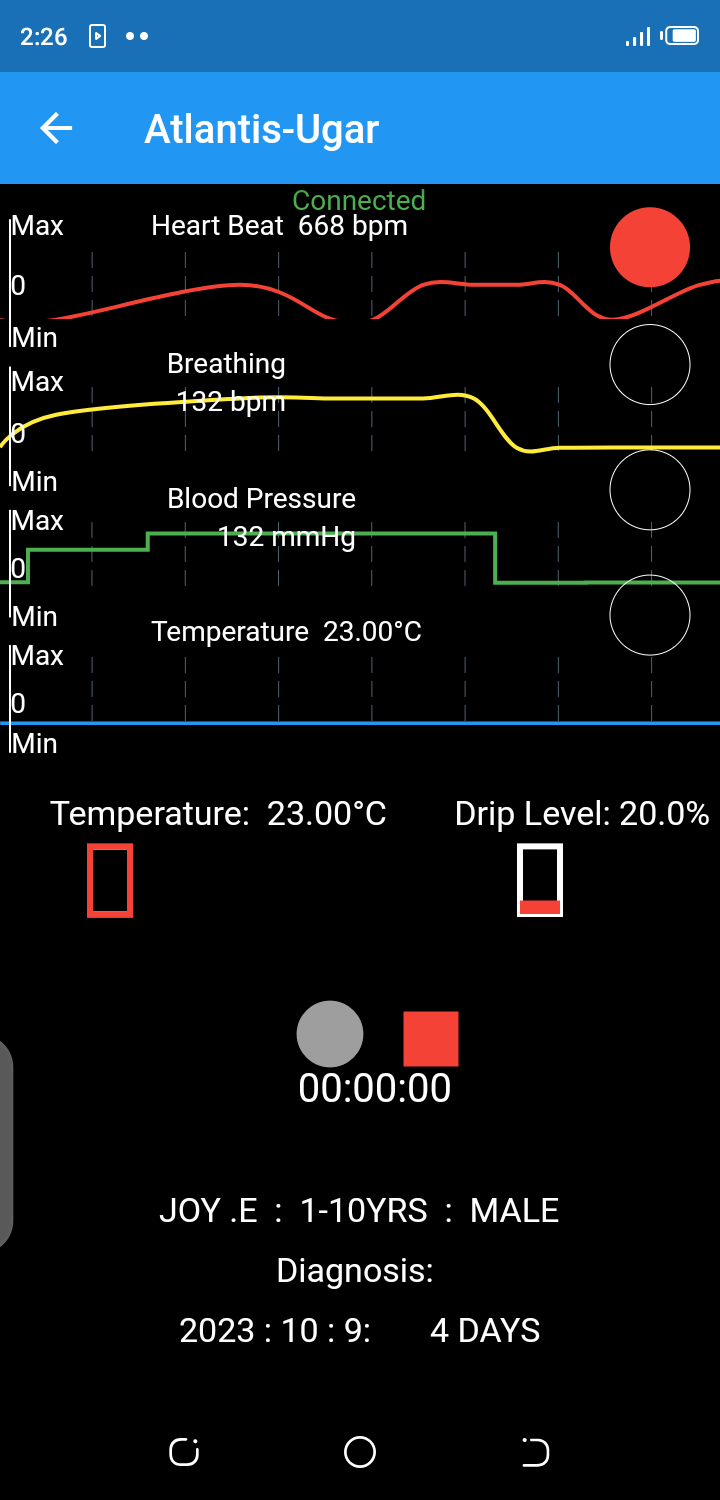 2:26
Atlantis-Ugar
Connected
Max
Heart Beat 668 bpm
0
Min
Breathing
Max
132 bpm
0
Min
Blood Pressure
Max
132 mmHg
0
Min
Temperature 23.00°C
Max
0
Min
Temperature: 23.00°C
Drip Level: 20.0%
00:00:00
JOY .E : 1-10YRS : MALE
Diagnosis:
2023 : 10 : 9: 4 DAYS